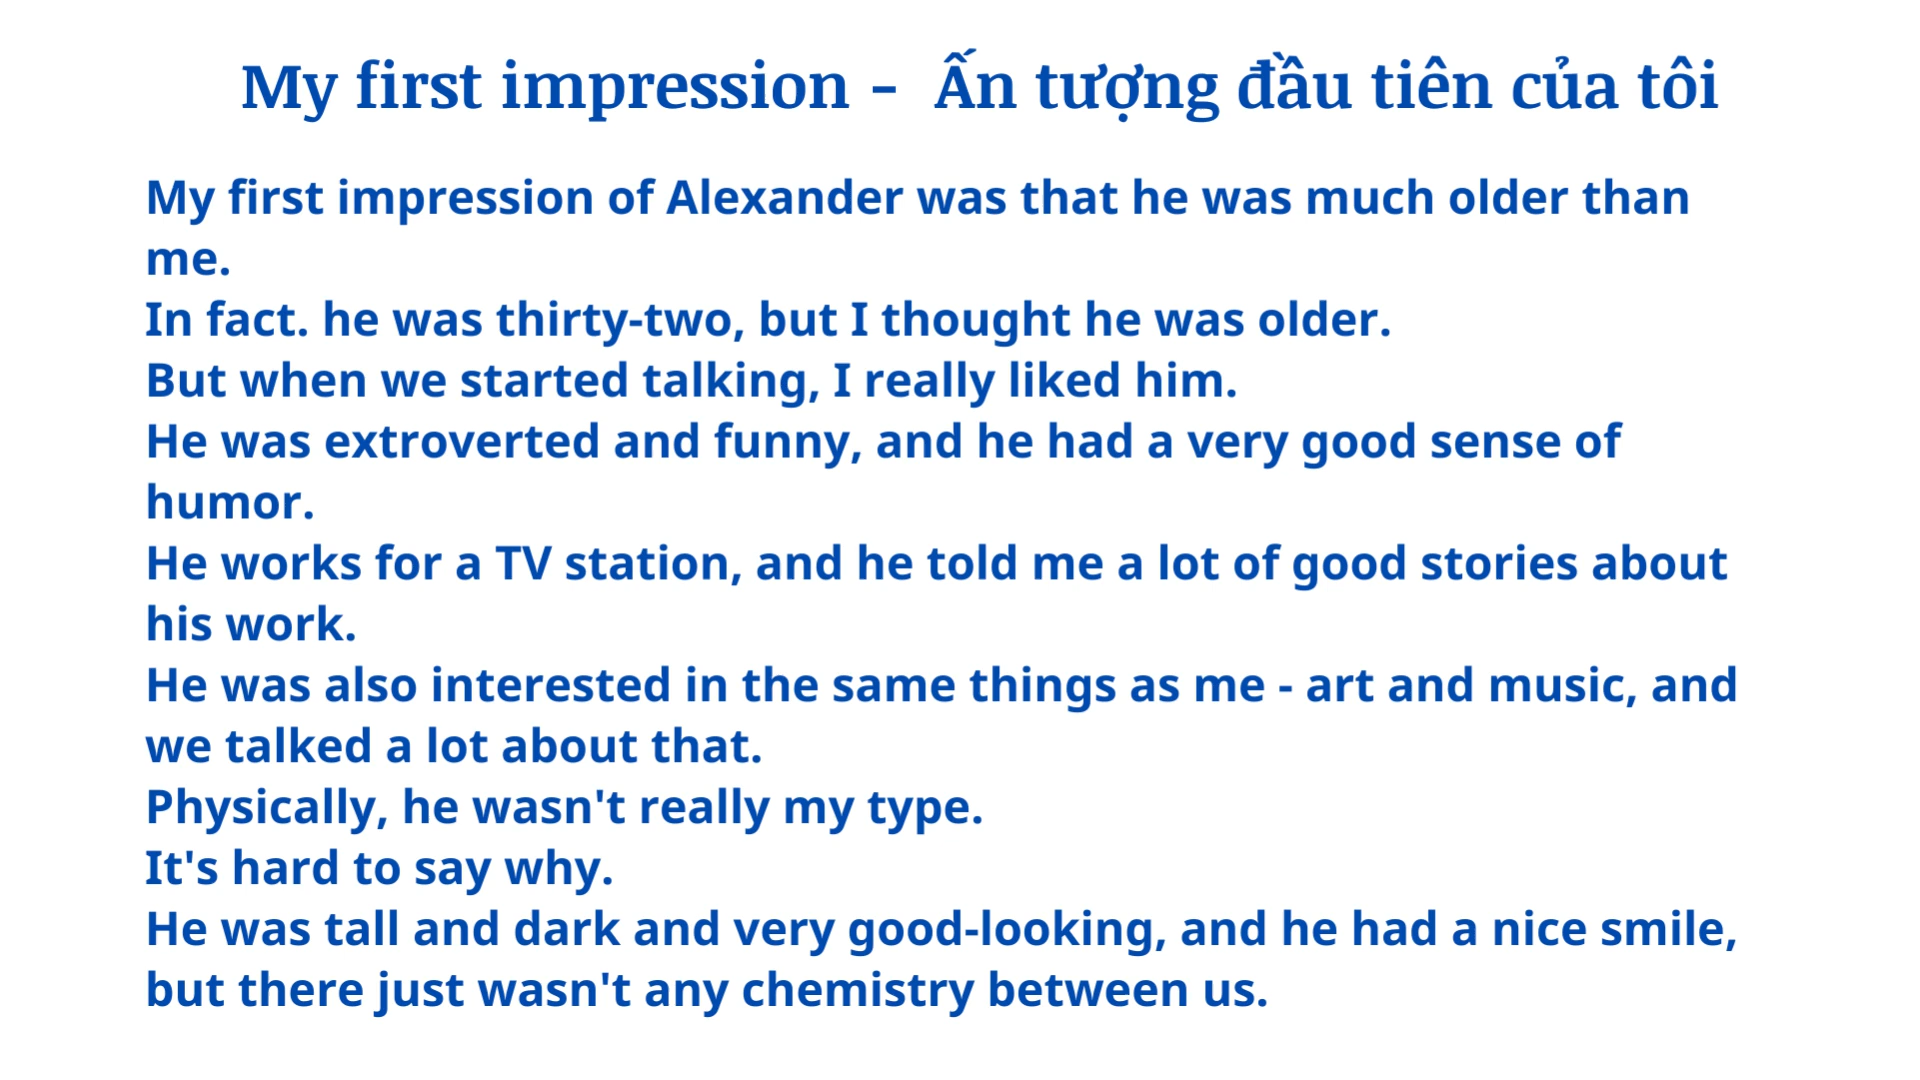 My first impression - Ấn tượng đầu tiên của tôi
My first impression of Alexander was that he was much older than
me.
In fact. he was thirty-two, but I thought he was older.
But when we started talking, I really liked him.
He was extroverted and funny, and he had a very good sense of
humor.
He works for a TV station, and he told me a lot of good stories about
his work.
He was also interested in the same things as me - art and music, and
we talked a lot about that.
Physically, he wasn't really my type.
It's hard to say why.
He was tall and dark and very good-looking, and he had a nice smile,
but there just wasn't any chemistry between us.